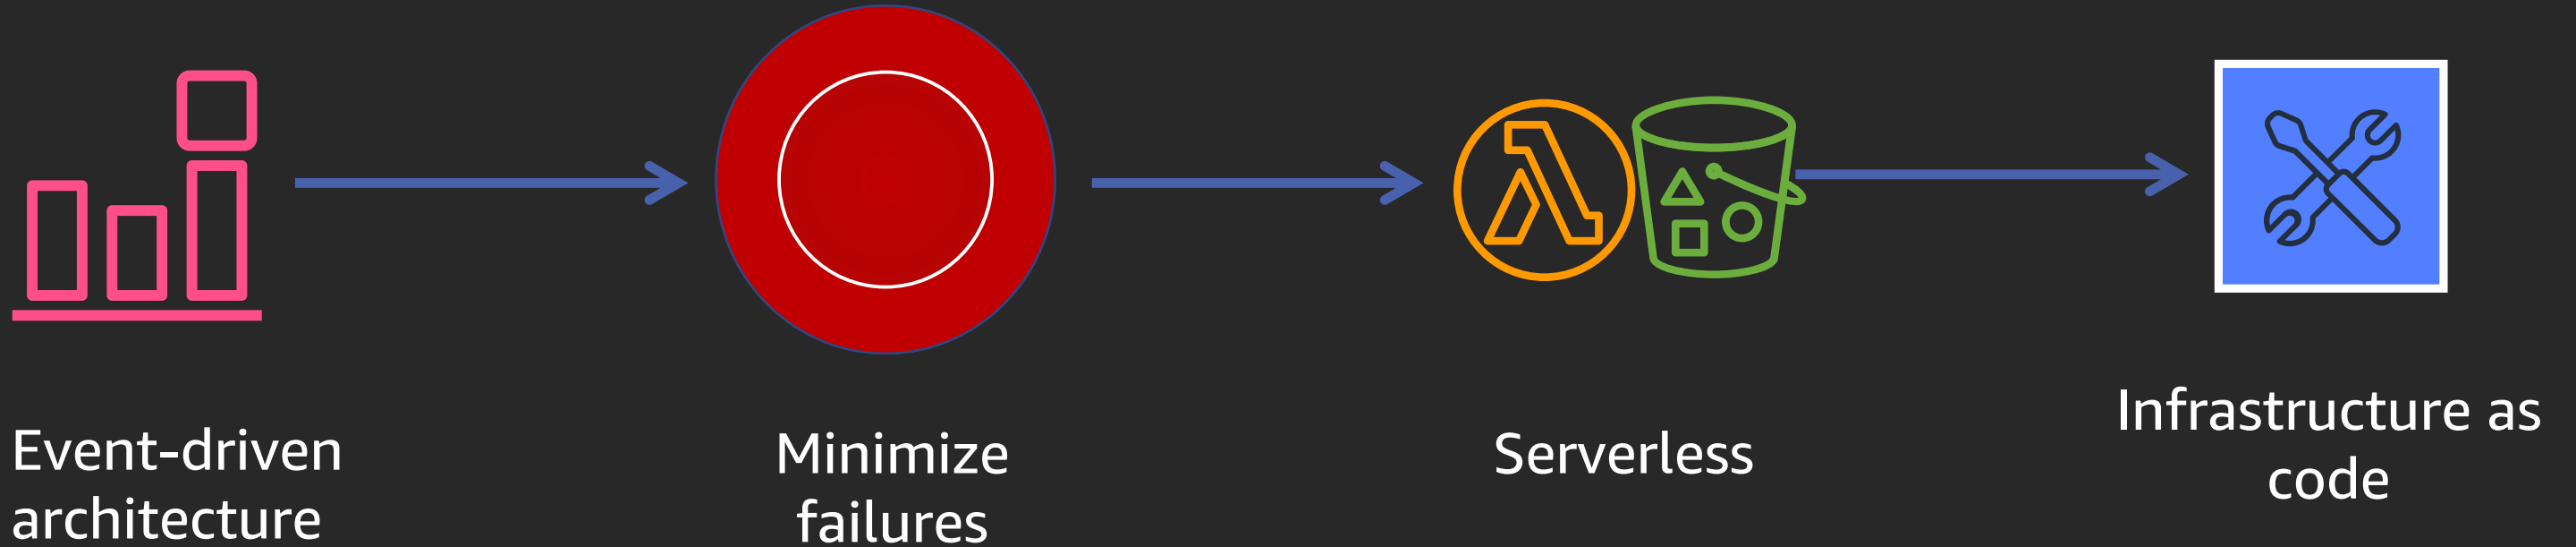 Event-driven
architecture
Minimize
failures
Serverless
Infrastructure as
code